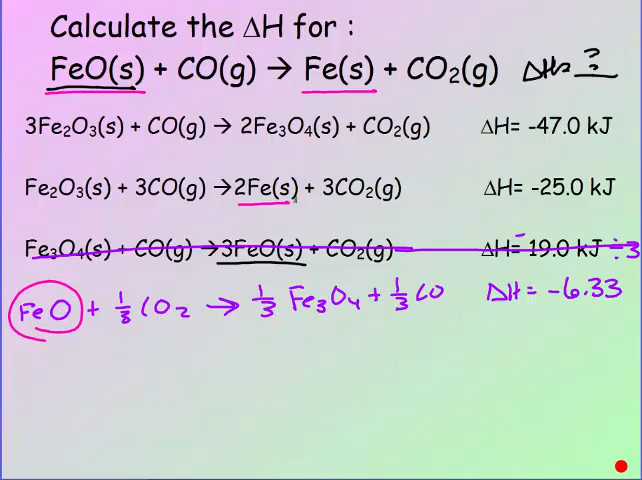 Calculate the ΔH for :
FeO(s) + CO(g) → Fe(s) + CO₂(g) ΔH= ?
3Fe₂O₃(s) + CO(g) → 2Fe₃O₄(s) + CO₂(g) ΔH= -47.0 kJ
Fe₂O₃(s) + 3CO(g) →2Fe(s) + 3CO₂(g) ΔH= -25.0 kJ
Fe₃O₄(s) + CO(g) →3FeO(s) + CO₂(g) ΔH= -19.0 kJ ÷3
FeO + 1/3 CO₂ → 1/3 Fe₃O₄ + 1/3 CO ΔH= -6.33